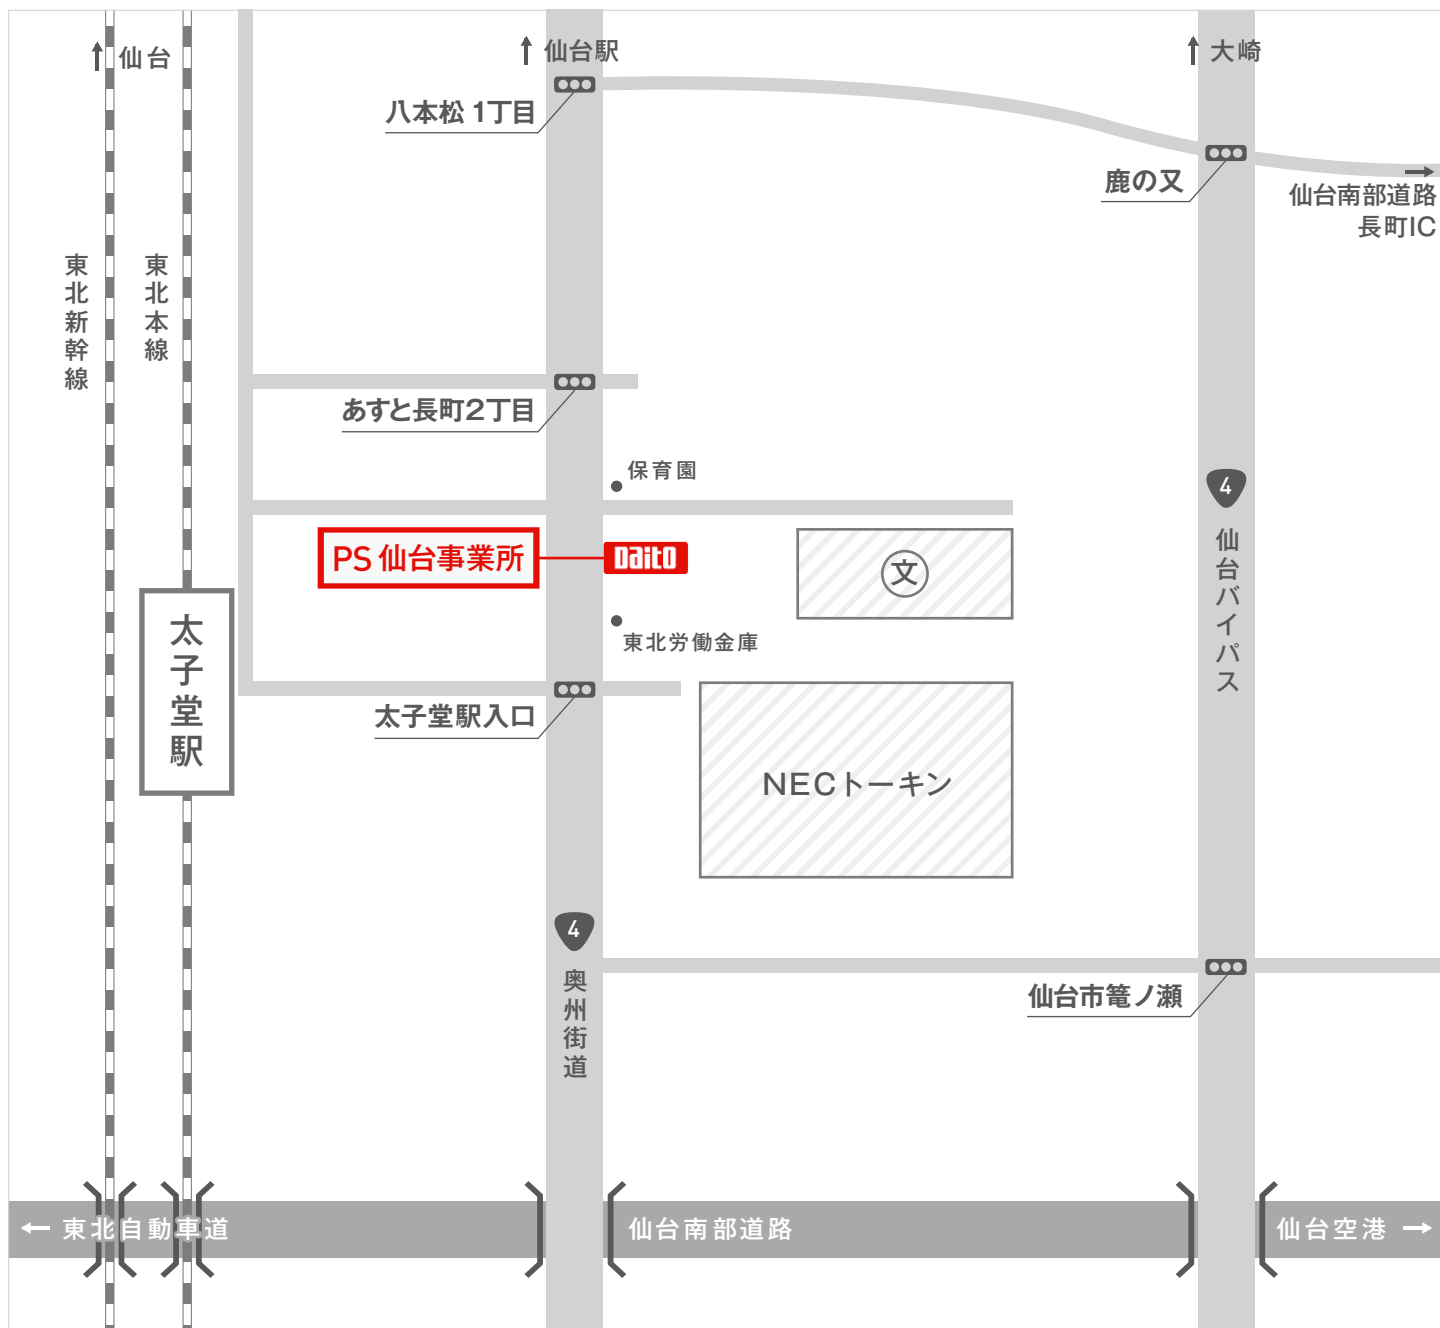 仙台
仙台駅
大崎
八本松 1丁目
鹿の又
仙台南部道路
長町IC
東北新幹線
東北本線
あすと長町2丁目
保育園
4
仙台バイパス
PS 仙台事業所
Daito
文
太子堂駅
東北労働金庫
太子堂駅入口
NECトーキン
4
奥州街道
仙台市篭ノ瀬
東北自動車道
仙台南部道路
仙台空港